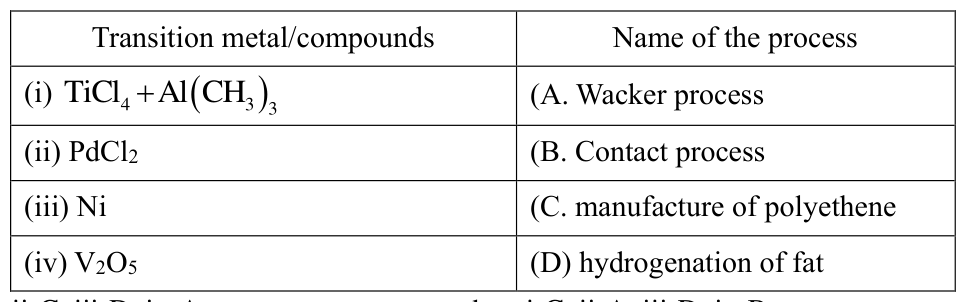 Transition metal/compounds Name of the process
(i) TiCl₄ + Al(CH₃)₃ (A. Wacker process
(ii) PdCl₂ (B. Contact process
(iii) Ni (C. manufacture of polyethene
(iv) V₂O₅ (D) hydrogenation of fat